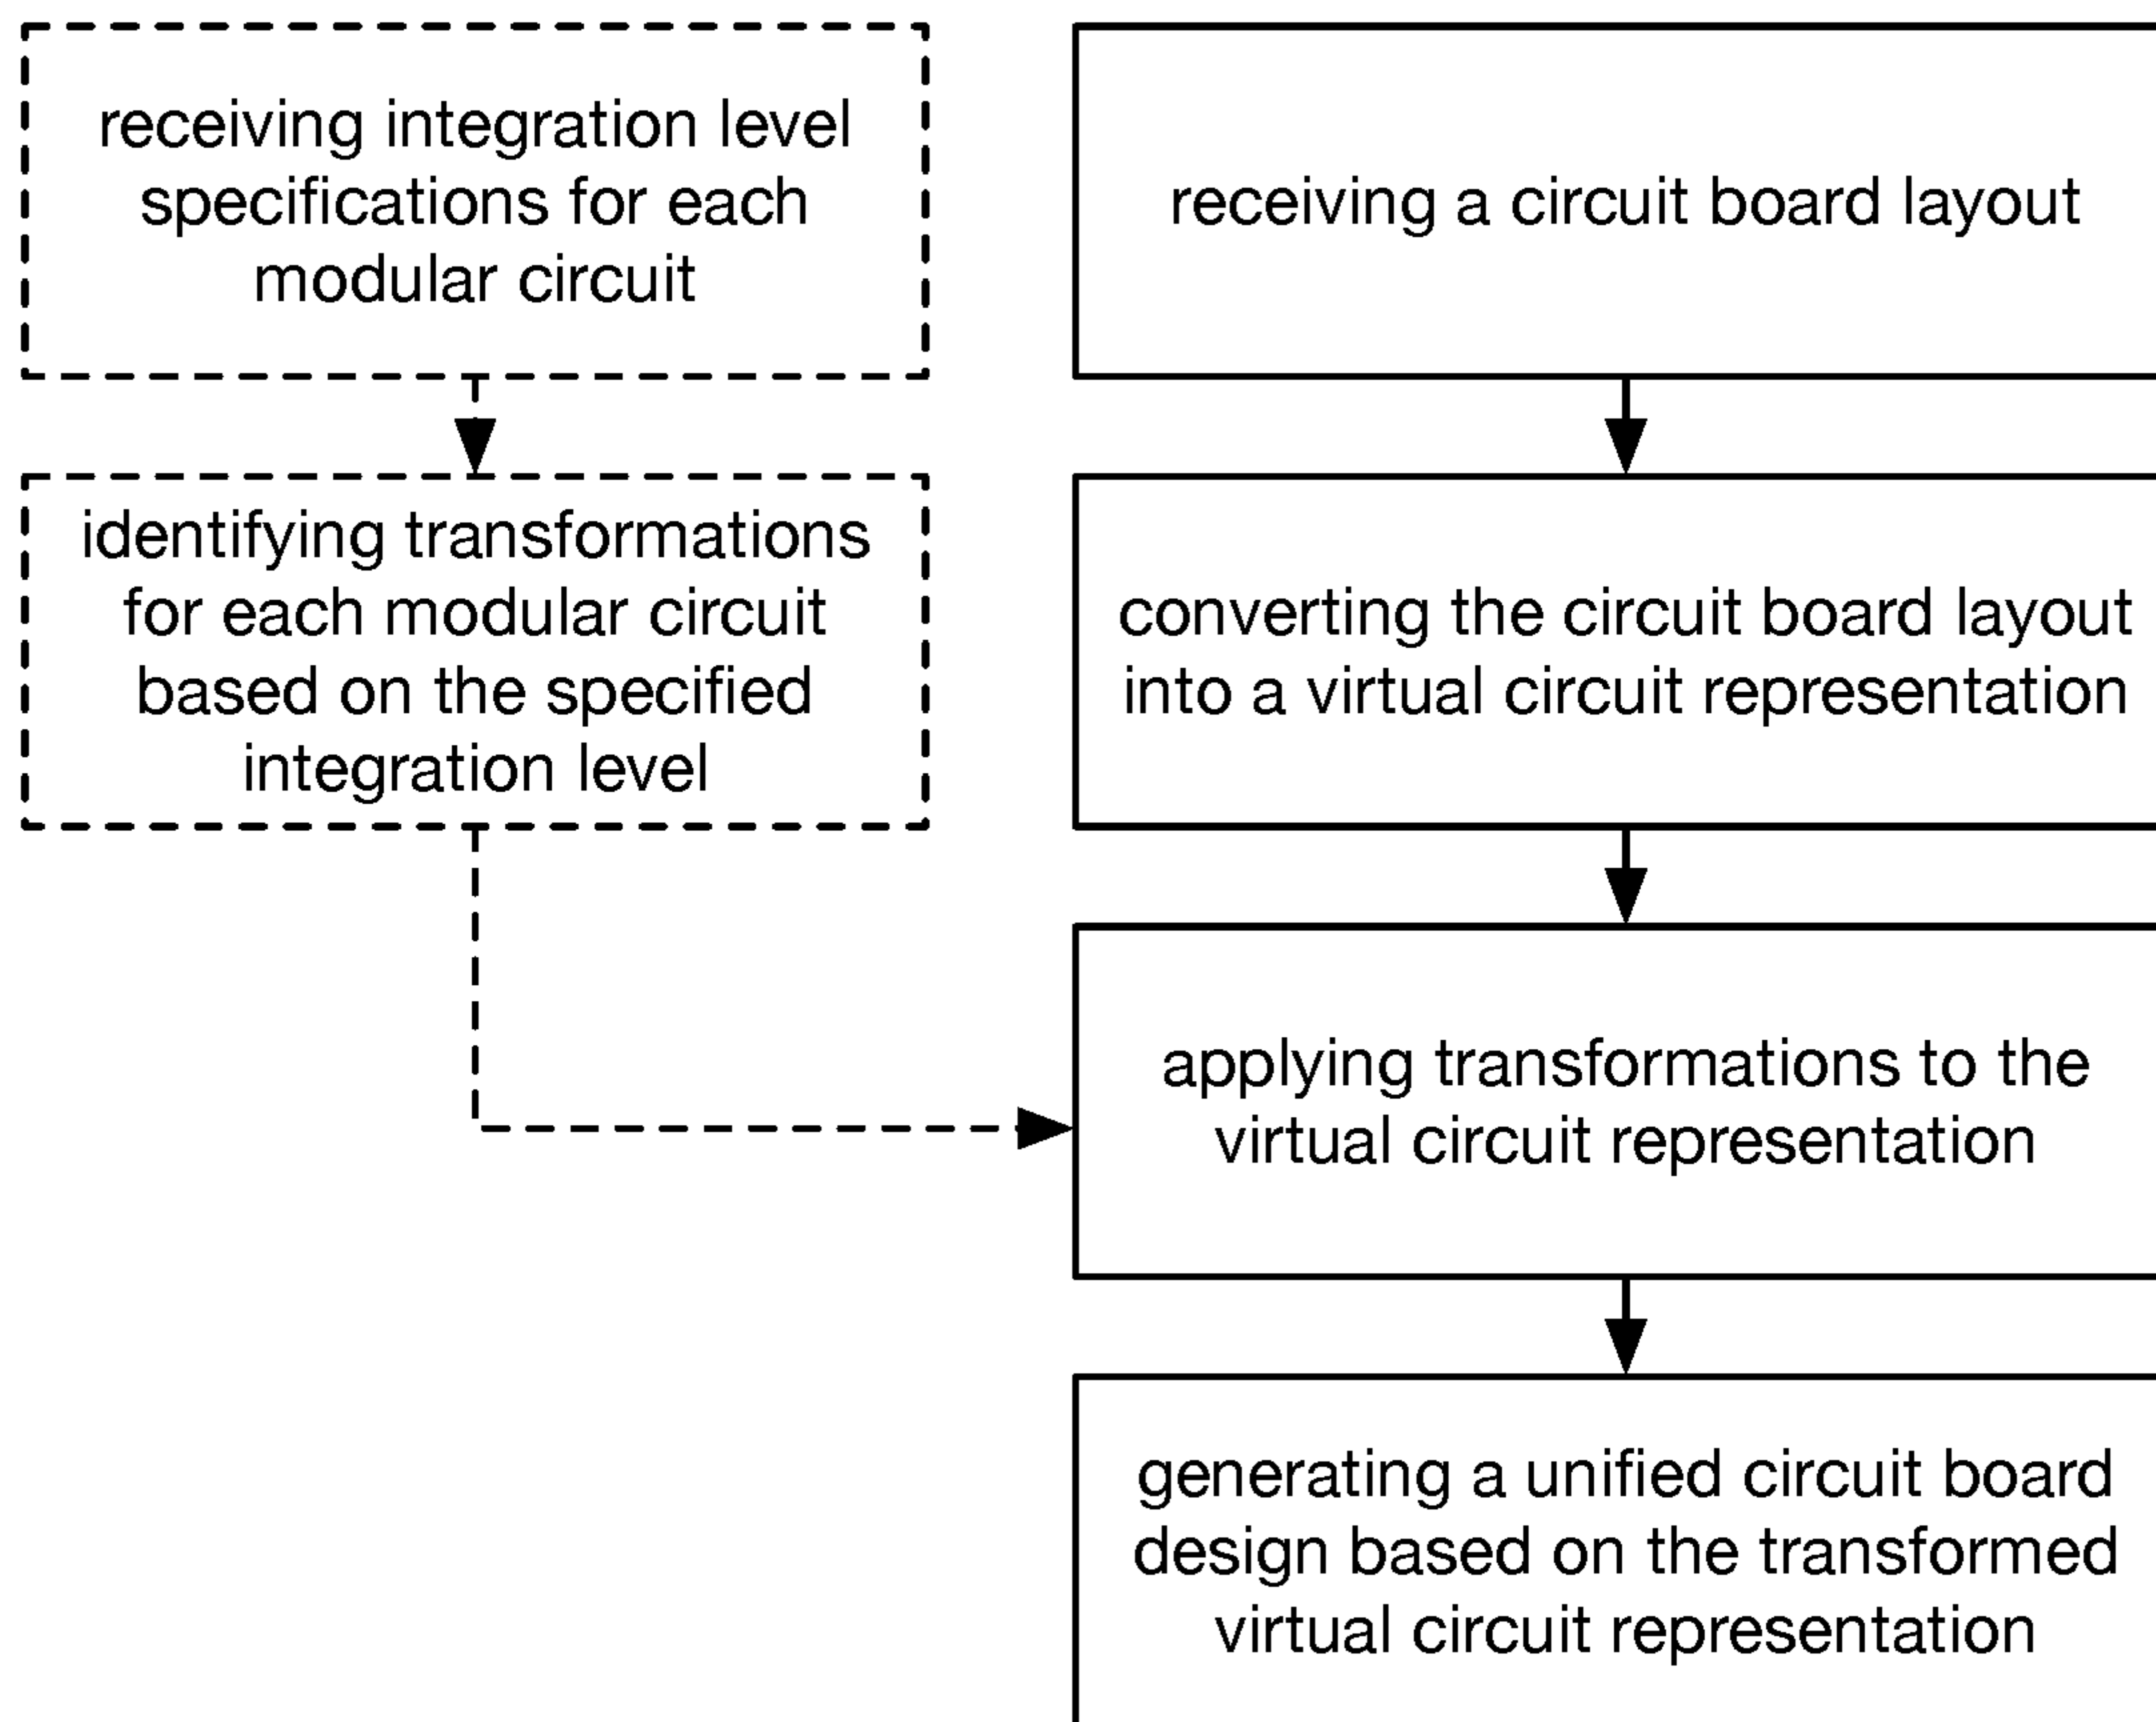 receiving integration level
specifications for each
modular circuit
receiving a circuit board layout
identifying transformations
for each modular circuit
based on the specified
integration level
converting the circuit board layout
into a virtual circuit representation
applying transformations to the
virtual circuit representation
generating a unified circuit board
design based on the transformed
virtual circuit representation